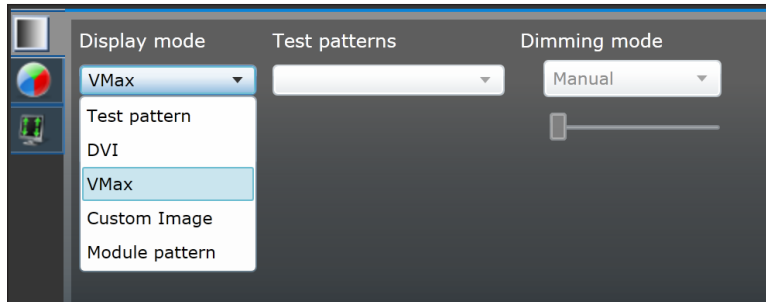 Display mode
Test patterns
Dimming mode
VMax
Manual
Test pattern
DVI
VMax
Custom Image
Module pattern